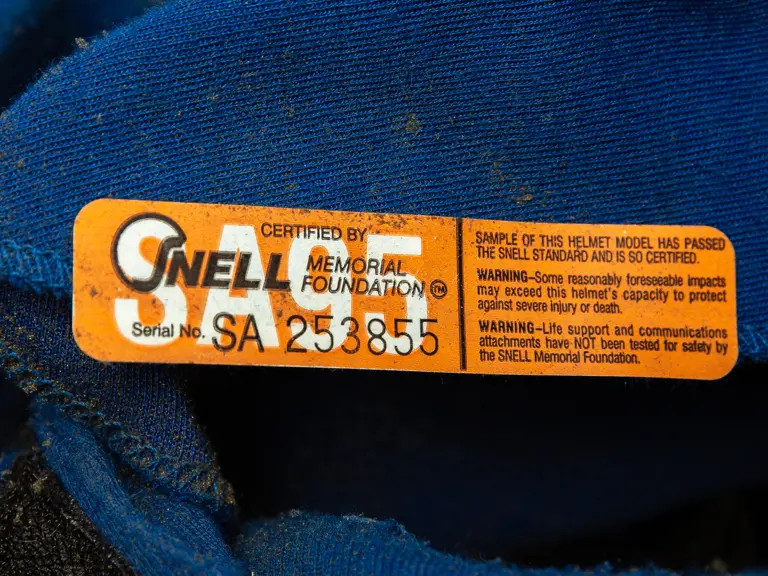 SA95
CERTIFIED BY
SNELL MEMORIAL
FOUNDATION TM
Serial No. SA 253855
SAMPLE OF THIS HELMET MODEL HAS PASSED
THE SNELL STANDARD AND IS SO CERTIFIED.
WARNING–Some reasonably foreseeable impacts
may exceed this helmet's capacity to protect
against severe injury or death.
WARNING–Life support and communications
attachments have NOT been tested for safety by
the SNELL Memorial Foundation.